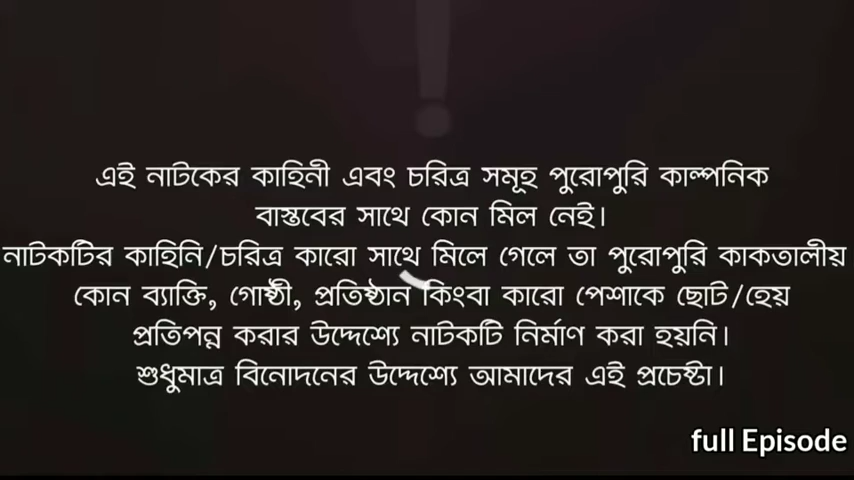 এই নাটকের কাহিনী এবং চরিত্র সমূহ পুরোপুরি কাল্পনিক
বাস্তবের সাথে কোন মিল নেই।
নাটকটির কাহিনি/চরিত্র কারো সাথে মিলে গেলে তা পুরোপুরি কাকতালীয়
কোন ব্যাক্তি, গোষ্ঠী, প্রতিষ্ঠান কিংবা কারো পেশাকে ছোট/হেয়
প্রতিপন্ন করার উদ্দেশ্যে নাটকটি নির্মাণ করা হয়নি।
শুধুমাত্র বিনোদনের উদ্দেশ্যে আমাদের এই প্রচেষ্টা।
full Episode